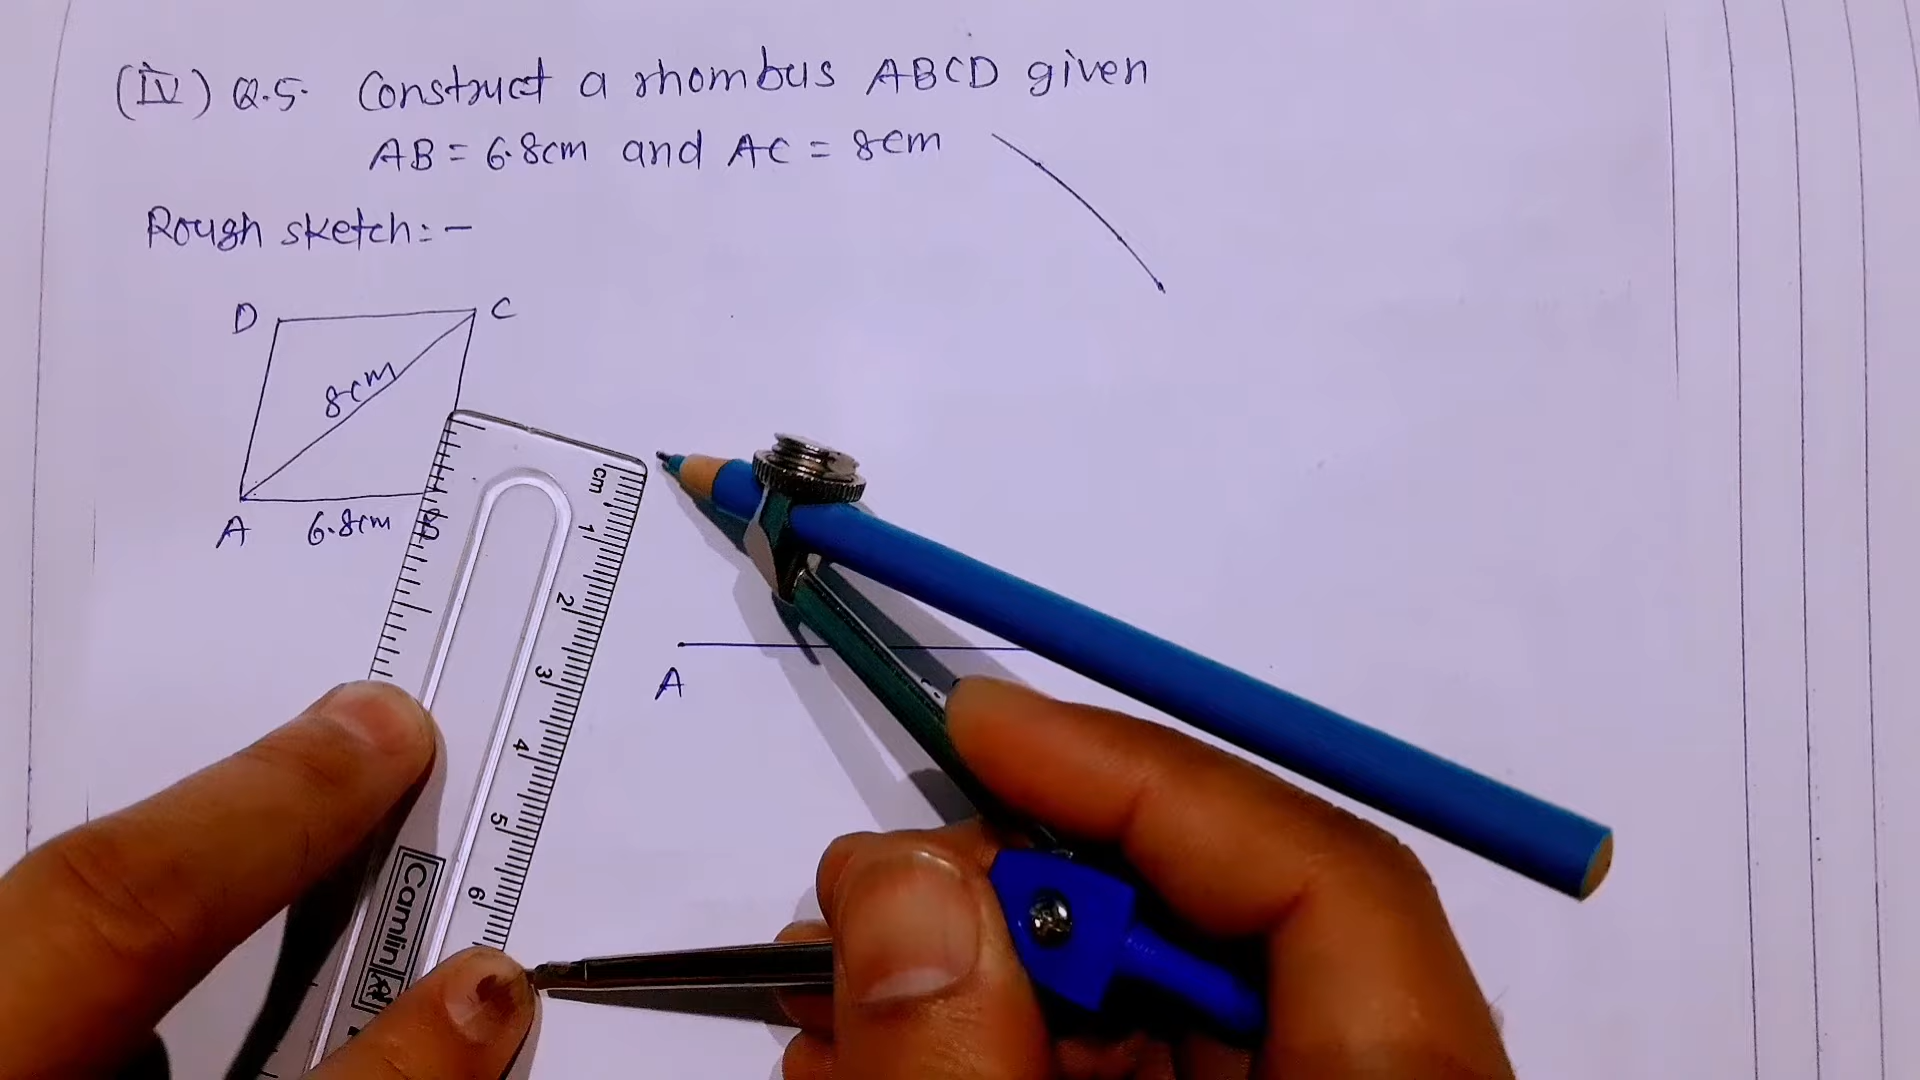 (IV) Q.5. Construct a rhombus ABCD given
AB = 6.8cm and AC = 8cm
Rough sketch:-
D
C
8cm
A
6.8cm
B
cm
1
2
3
4
5
6
Camlin
A